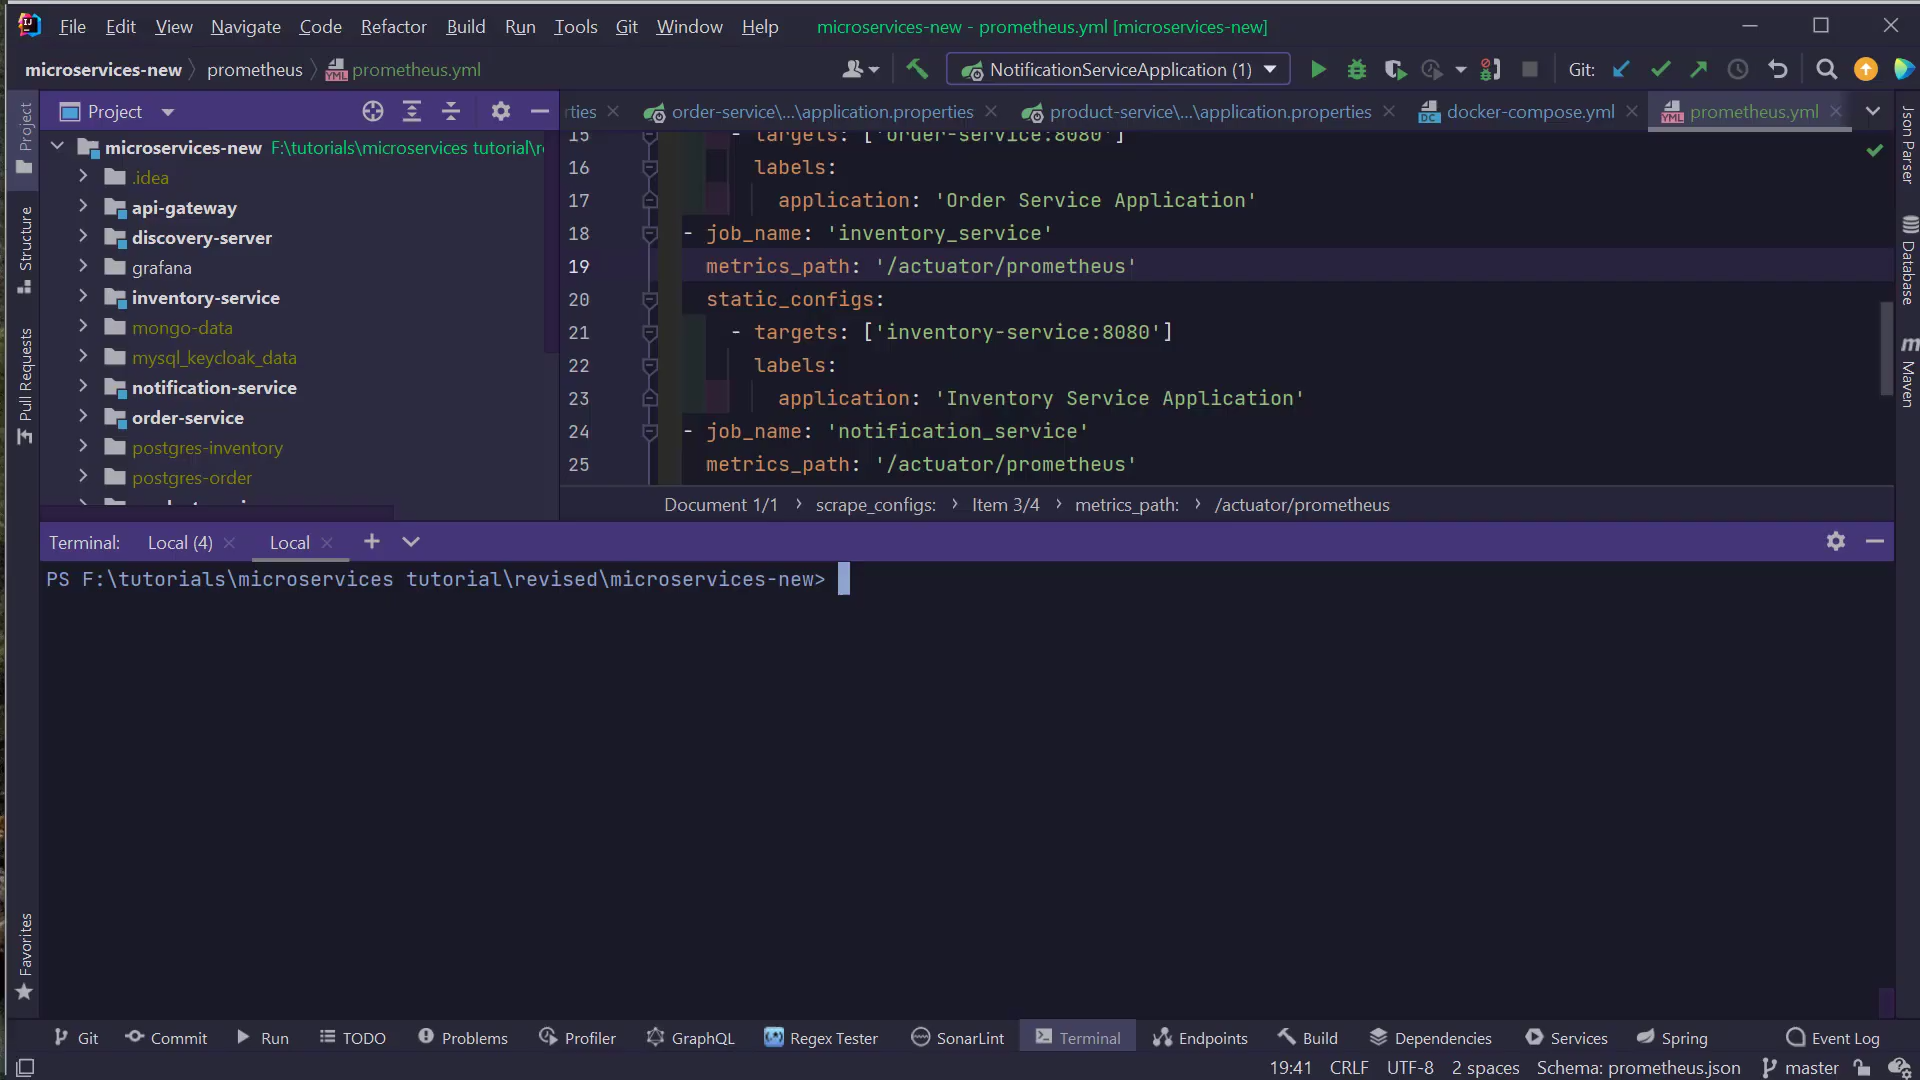 File Edit View Navigate Code Refactor Build Run Tools Git Window Help microservices-new - prometheus.yml [microservices-new]
microservices-new prometheus prometheus.yml NotificationServiceApplication (1) Git:
Project
rties order-service\...\application.properties product-service\...\application.properties docker-compose.yml prometheus.yml
microservices-new F:\tutorials\microservices tutorial\r
.idea
api-gateway
discovery-server
grafana
inventory-service
mongo-data
mysql_keycloak_data
notification-service
order-service
postgres-inventory
postgres-order
15 - targets: ['order-service:8080']
16 labels:
17 application: 'Order Service Application'
18 - job_name: 'inventory_service'
19 metrics_path: '/actuator/prometheus'
20 static_configs:
21 - targets: ['inventory-service:8080']
22 labels:
23 application: 'Inventory Service Application'
24 - job_name: 'notification_service'
25 metrics_path: '/actuator/prometheus'
Document 1/1 › scrape_configs: › Item 3/4 › metrics_path: › /actuator/prometheus
Project
Structure
Pull Requests
Favorites
Json Parser
Database
Maven
Terminal: Local (4) Local
PS F:\tutorials\microservices tutorial\revised\microservices-new>
Git Commit Run TODO Problems Profiler GraphQL Regex Tester SonarLint Terminal Endpoints Build Dependencies Services Spring Event Log
19:41 CRLF UTF-8 2 spaces Schema: prometheus.json master